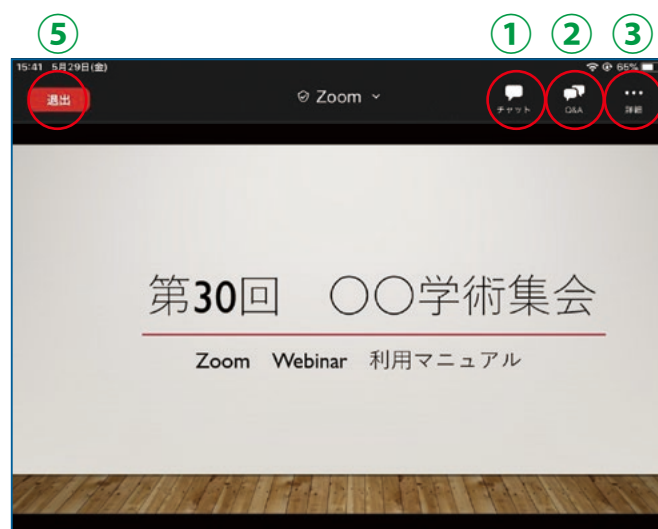 ⑤ ① ② ③
15:41 5月29日(金) 65%
退出 Zoom チャット Q&A 詳細
第30回 〇〇学術集会
Zoom Webinar 利用マニュアル